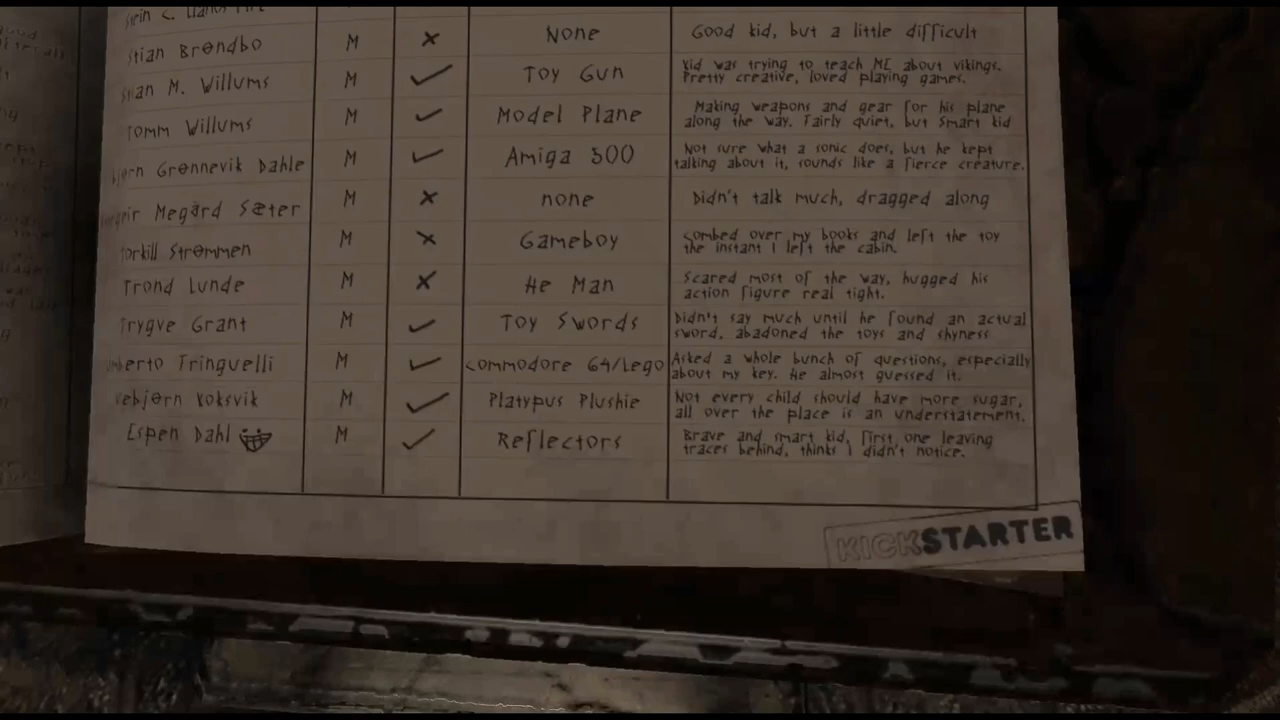 Stian Brøndbo M × None Good kid, but a little difficult
Stian M. Willums M ✓ Toy Gun Kid was trying to teach ME about vikings.
Pretty creative, loved playing games.
Tomm Willums M ✓ Model Plane Making weapons and gear for his plane
along the way. Fairly quiet, but Smart kid
Bjørn Grønnevik Dahle M ✓ Amiga 500 Not sure what a sonic does, but he kept
talking about it, sounds like a fierce creature.
Megård Sæter M × none Didn't talk much, dragged along
Torkill Strømmen M × Gameboy Combed over my books and left the toy
the instant I left the cabin.
Trond Lunde M × He Man Scared most of the way, hugged his
action figure real tight.
Trygve Grant M ✓ Toy Swords Didn't say much until he found an actual
sword, abadoned the toys and shyness
Umberto Tringuelli M ✓ Commodore 64/Lego Asked a whole bunch of questions, especially
about my key. He almost guessed it.
Vebjørn Koksvik M ✓ Platypus Plushie Not every child should have more sugar,
all over the place is an understatement.
Espen Dahl M ✓ Reflectors Brave and smart kid, first one leaving
traces behind, thinks I didn't notice.
KICKSTARTER